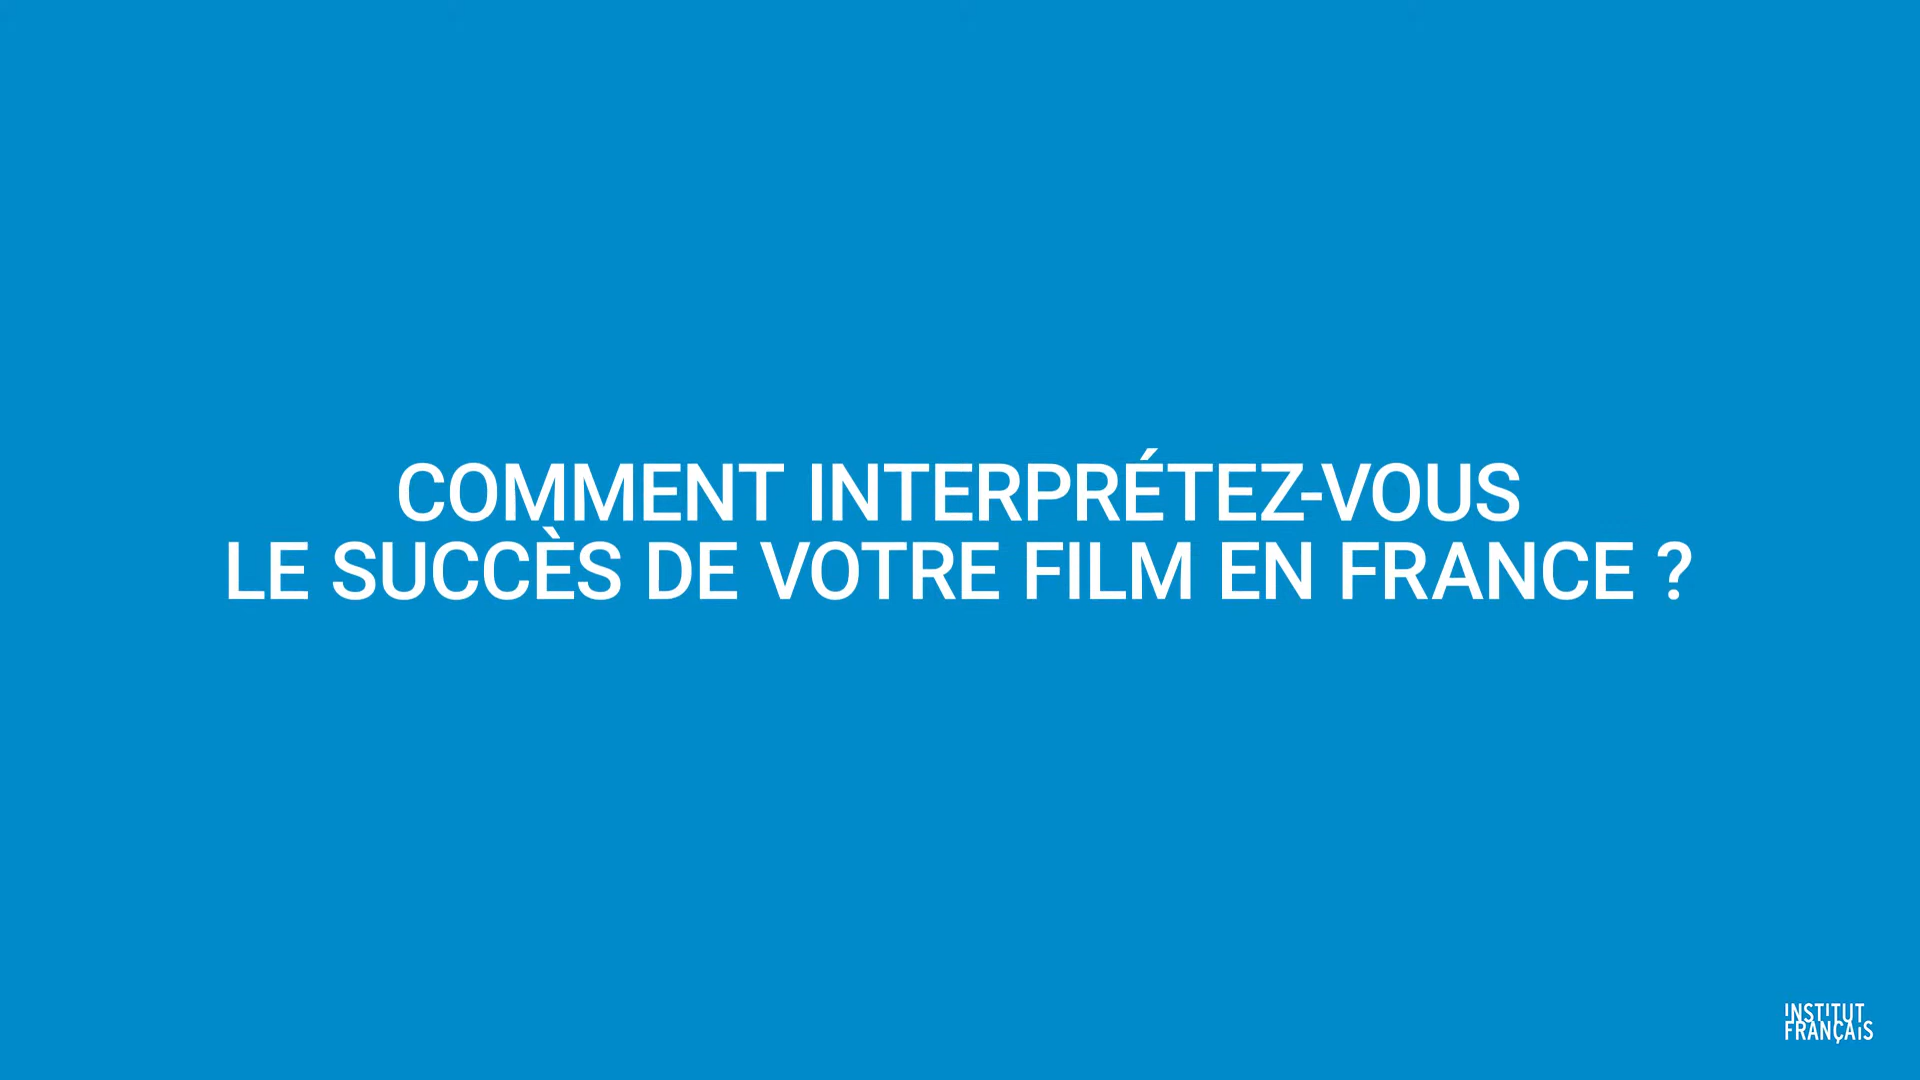 COMMENT INTERPRÉTEZ-VOUS
LE SUCCÈS DE VOTRE FILM EN FRANCE ?
INSTITUT
FRANÇAIS